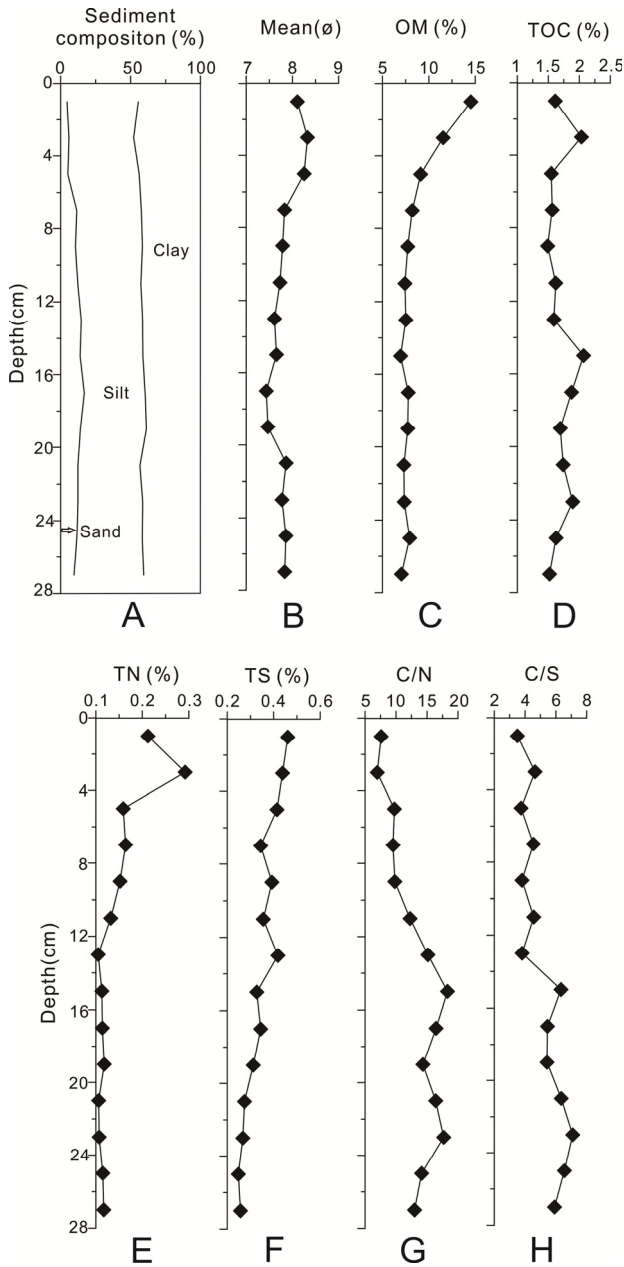 Sediment
compositon (%)
0 50 100
Mean(ø)
7 8 9
OM (%)
5 10 15
TOC (%)
1 1.5 2 2.5
0
4
8
12
16
20
24
28
Depth(cm)
Clay
Silt
Sand
A B C D
TN (%)
0.1 0.2 0.3
TS (%)
0.2 0.4 0.6
C/N
5 10 15 20
C/S
2 4 6 8
0
4
8
12
16
20
24
28
Depth(cm)
E F G H